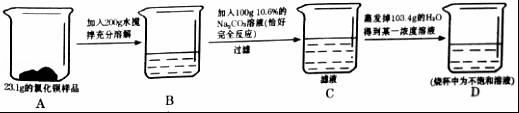 加入200g水搅
拌充分溶解
加入100g 10.6%的
Na₂CO₃溶液(恰好
完全反应)
过滤
蒸发掉103.4g的H₂O
得到某一浓度溶液
23.1g的氯化钡样品
滤液
(烧杯中为不饱和溶液)
A
B
C
D